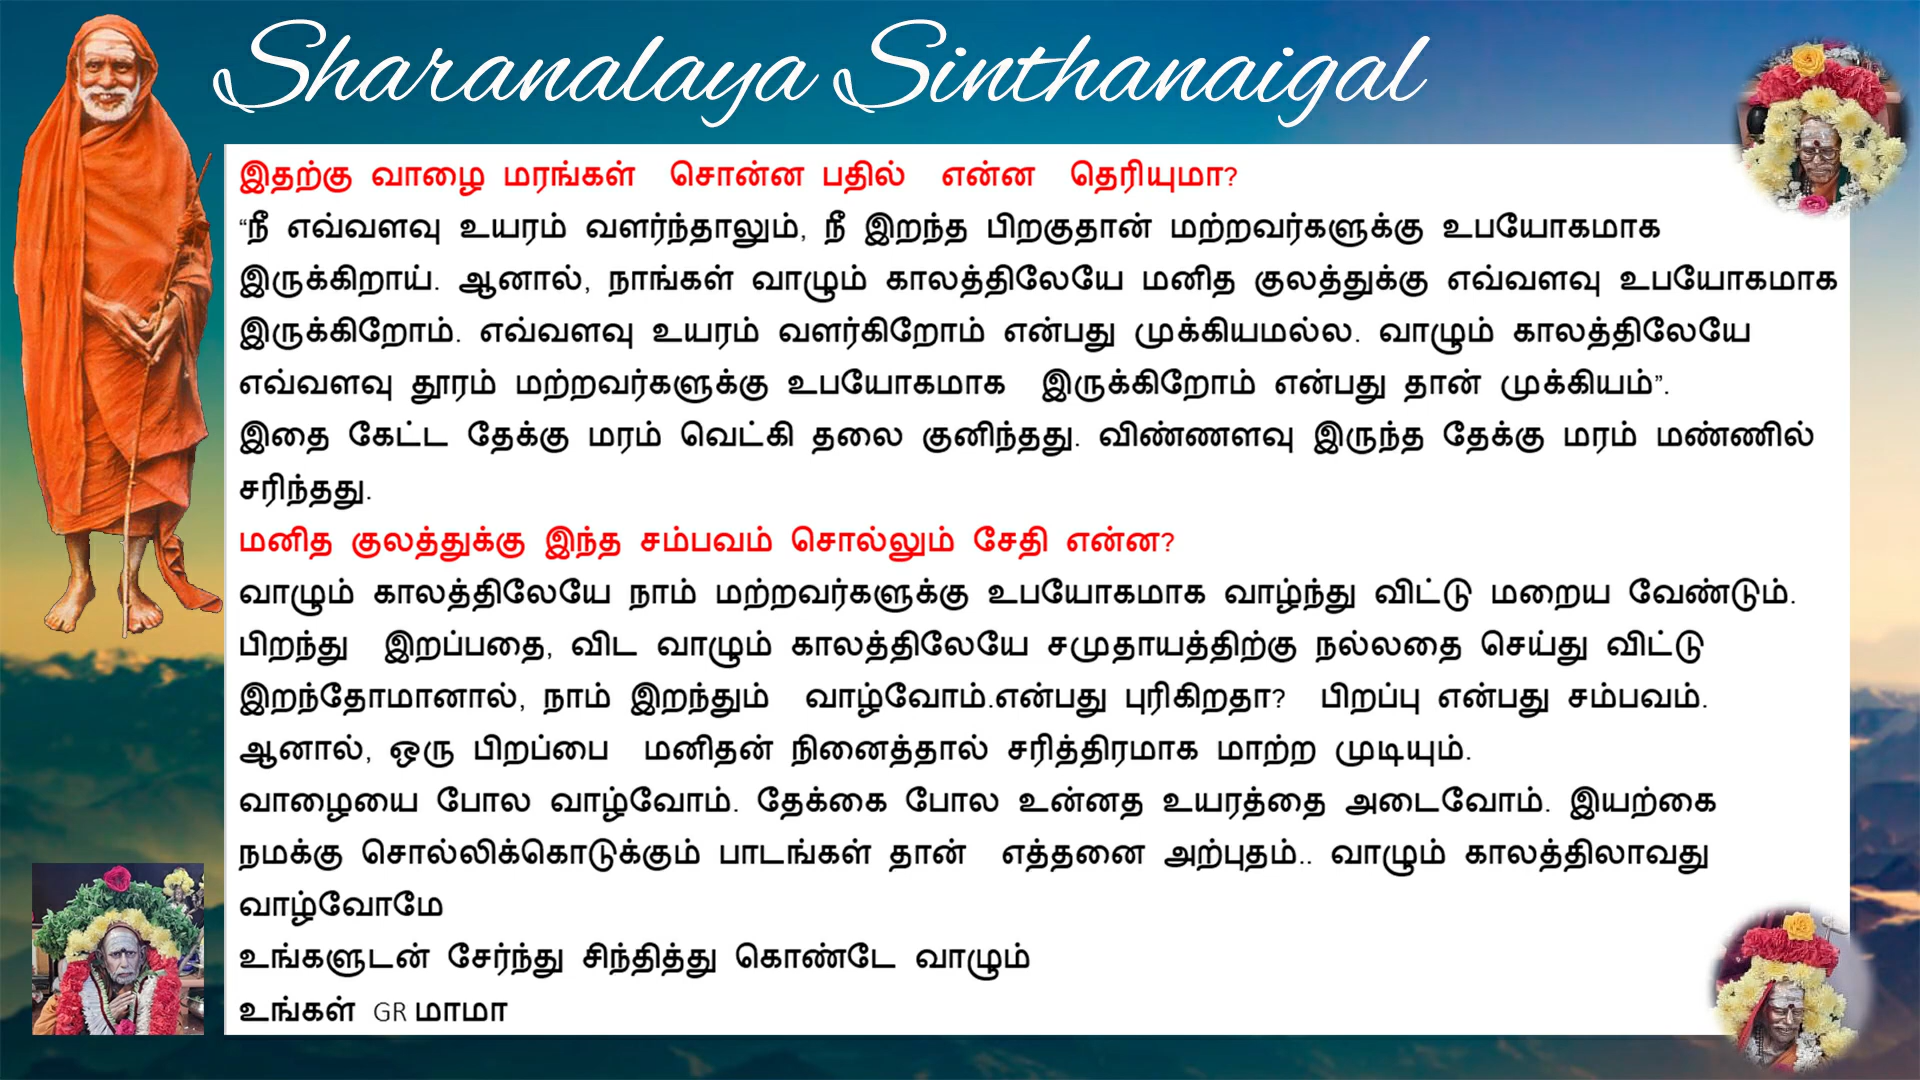 Sharanalaya Sinthanaigal
இதற்கு வாழை மரங்கள் சொன்ன பதில் என்ன தெரியுமா?
“நீ எவ்வளவு உயரம் வளர்ந்தாலும், நீ இறந்த பிறகுதான் மற்றவர்களுக்கு உபயோகமாக
இருக்கிறாய். ஆனால், நாங்கள் வாழும் காலத்திலேயே மனித குலத்துக்கு எவ்வளவு உபயோகமாக
இருக்கிறோம். எவ்வளவு உயரம் வளர்கிறோம் என்பது முக்கியமல்ல. வாழும் காலத்திலேயே
எவ்வளவு தூரம் மற்றவர்களுக்கு உபயோகமாக இருக்கிறோம் என்பது தான் முக்கியம்”.
இதை கேட்ட தேக்கு மரம் வெட்கி தலை குனிந்தது. விண்ணளவு இருந்த தேக்கு மரம் மண்ணில்
சரிந்தது.
மனித குலத்துக்கு இந்த சம்பவம் சொல்லும் சேதி என்ன?
வாழும் காலத்திலேயே நாம் மற்றவர்களுக்கு உபயோகமாக வாழ்ந்து விட்டு மறைய வேண்டும்.
பிறந்து இறப்பதை, விட வாழும் காலத்திலேயே சமுதாயத்திற்கு நல்லதை செய்து விட்டு
இறந்தோமானால், நாம் இறந்தும் வாழ்வோம்.என்பது புரிகிறதா? பிறப்பு என்பது சம்பவம்.
ஆனால், ஒரு பிறப்பை மனிதன் நினைத்தால் சரித்திரமாக மாற்ற முடியும்.
வாழையை போல வாழ்வோம். தேக்கை போல உன்னத உயரத்தை அடைவோம். இயற்கை
நமக்கு சொல்லிக்கொடுக்கும் பாடங்கள் தான் எத்தனை அற்புதம்.. வாழும் காலத்திலாவது
வாழ்வோமே
உங்களுடன் சேர்ந்து சிந்தித்து கொண்டே வாழும்
உங்கள் GR மாமா